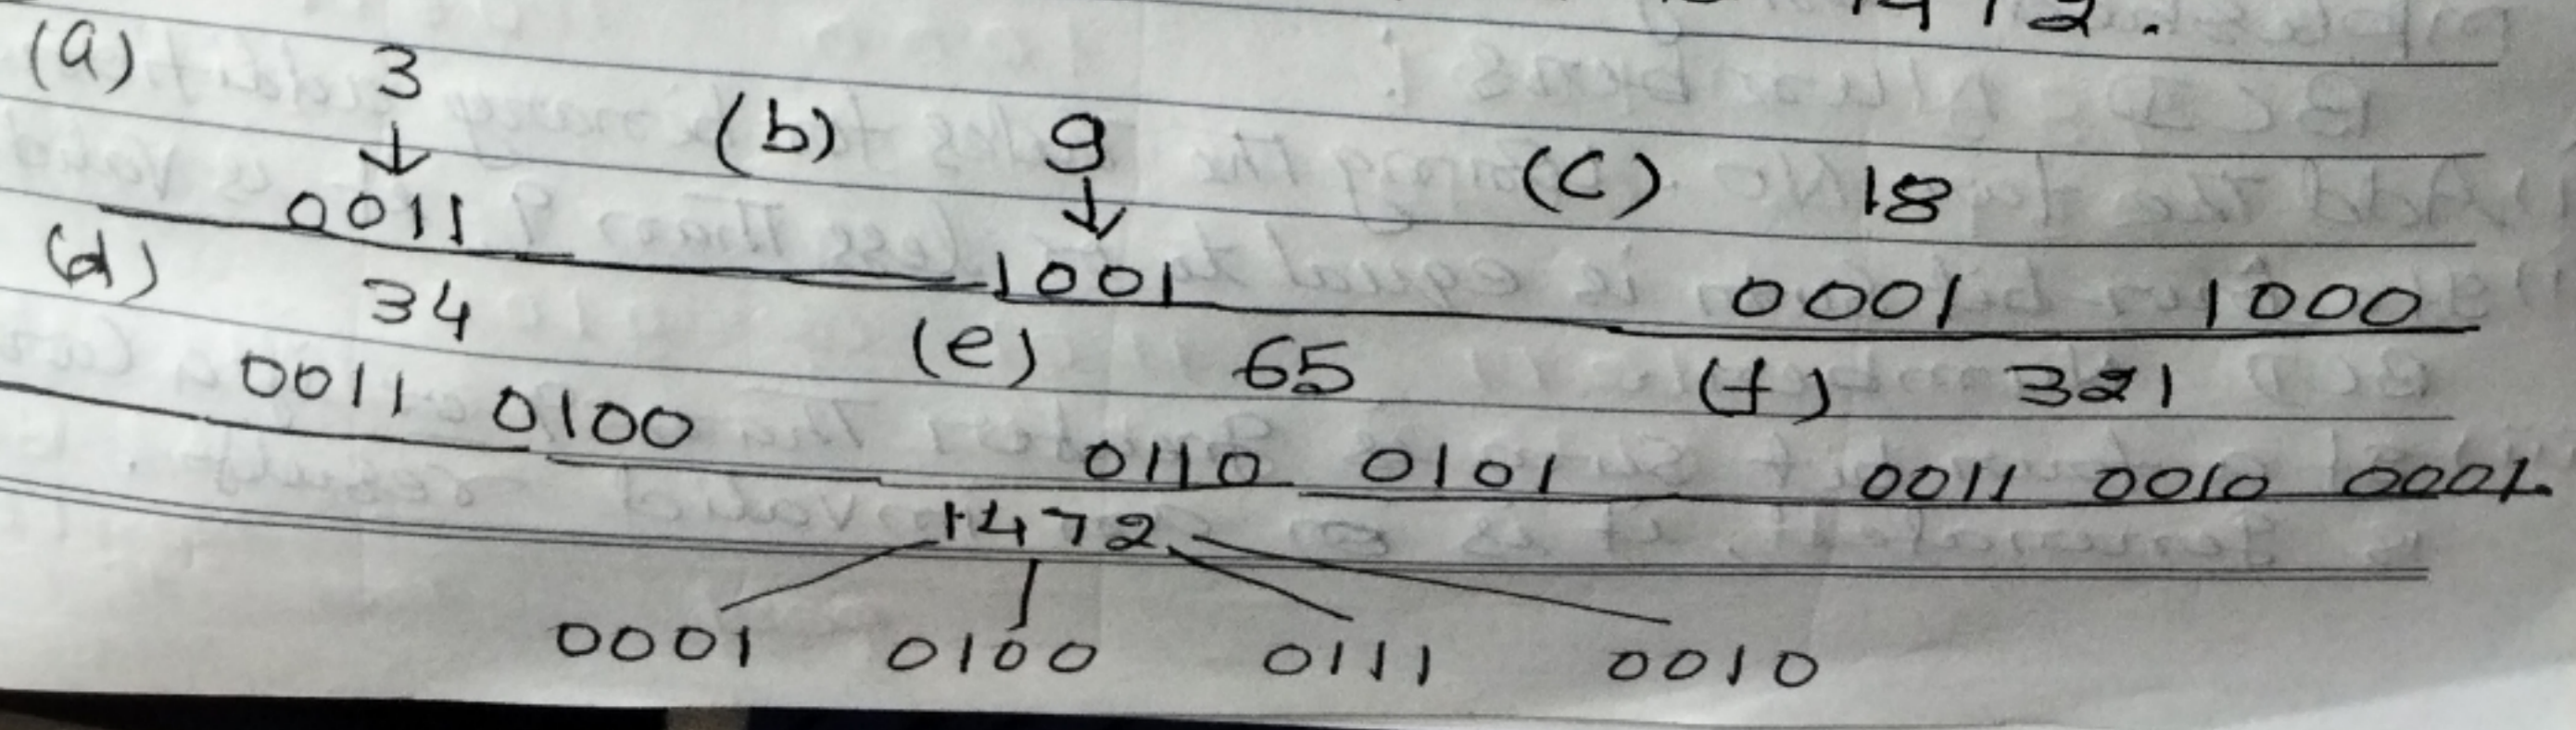 1472.
(a) 3 (b) 9 (c) 18
↓ ↓
0011 1001 0001 1000
(d) 34 (e) 65 (f) 321
0011 0100 0110 0101 0011 0010 0001.
1472
0001 0100 0111 0010